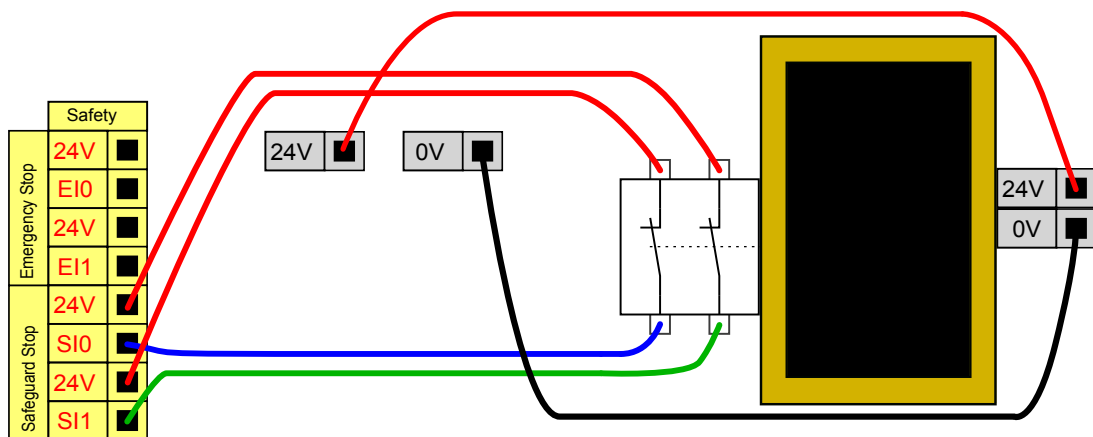 Safety
Emergency Stop
24V
EI0
24V
EI1
Safeguard Stop
24V
SI0
24V
SI1
24V
0V
24V
0V